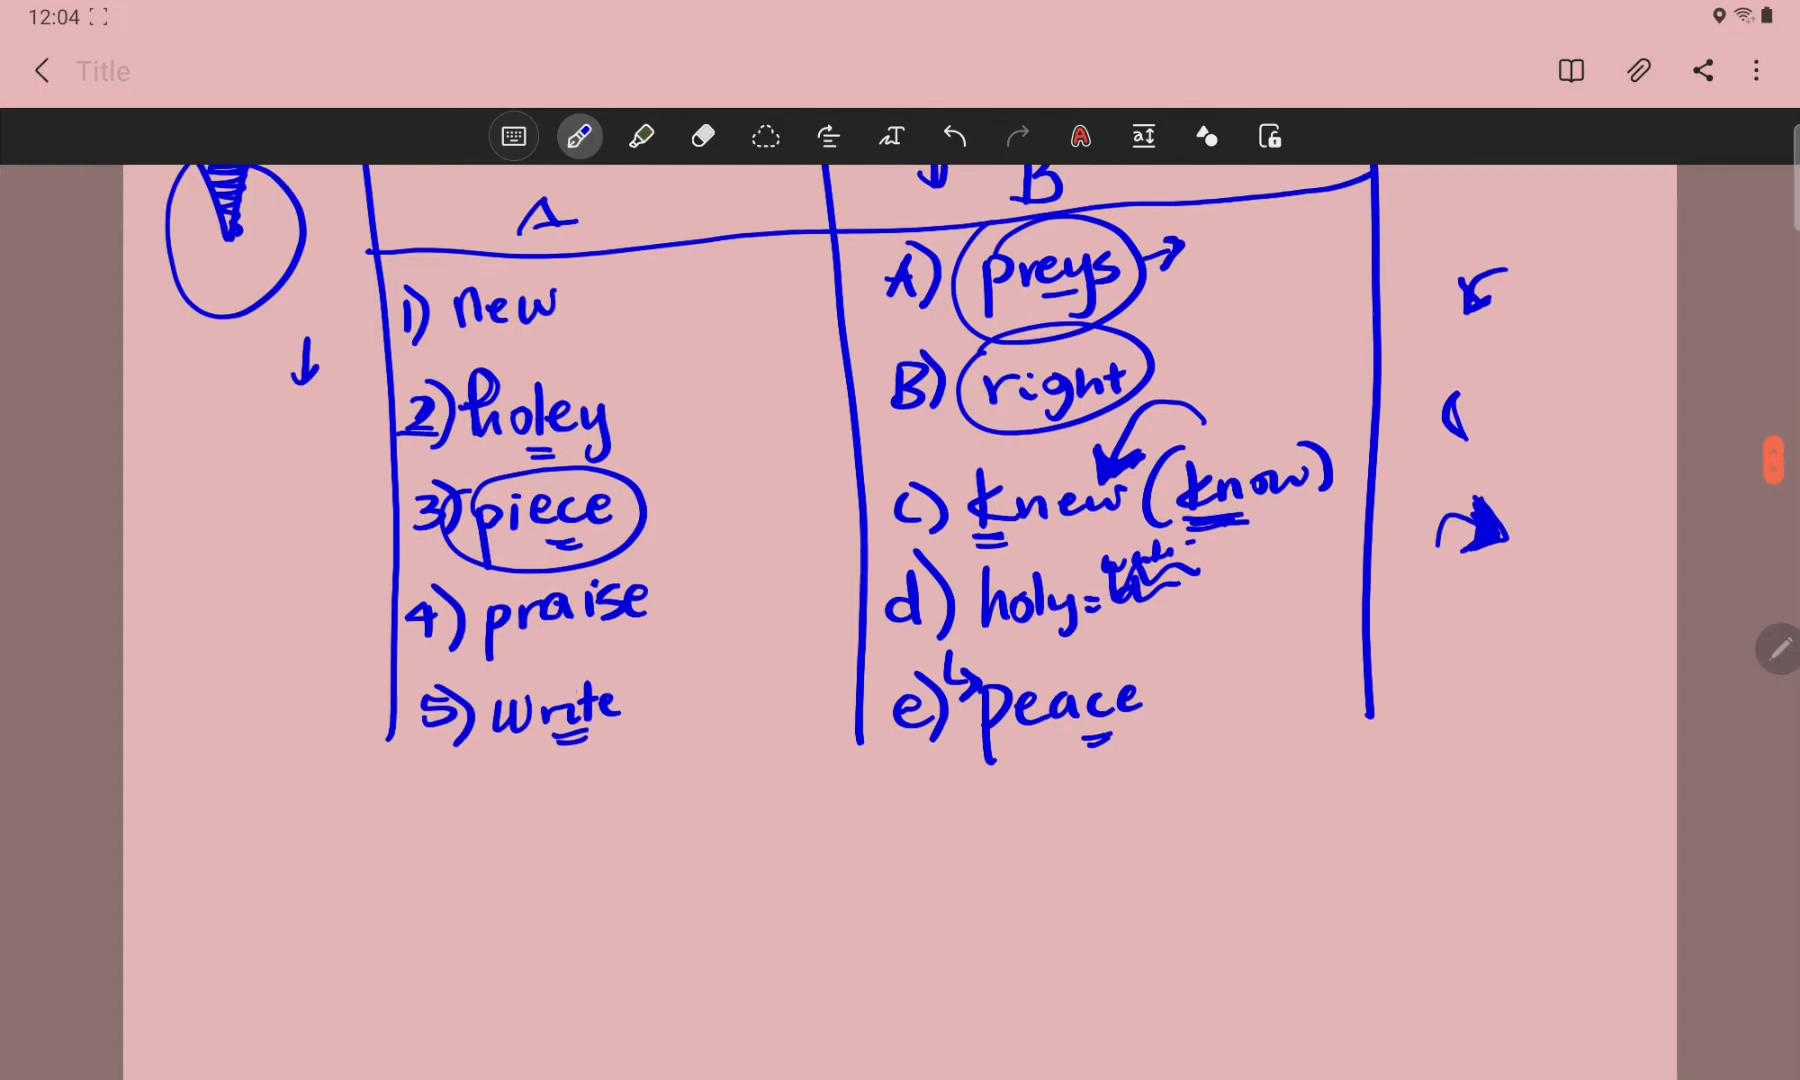 12:04
Title
A
B
1) new
A) preys
2) holey
B) right
3) piece
c) knew (know)
4) praise
d) holy =
5) write
e) peace